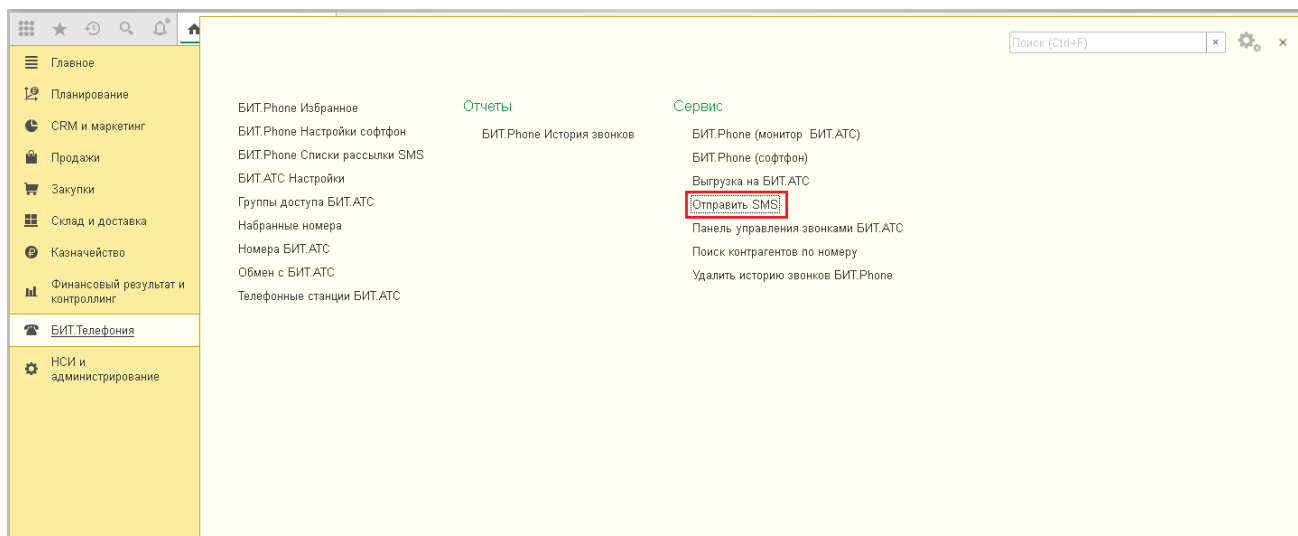 Поиск (Ctrl+F)
Главное
Планирование
CRM и маркетинг
Продажи
Закупки
Склад и доставка
Казначейство
Финансовый результат и
контроллинг
БИТ.Телефония
НСИ и
администрирование
БИТ.Phone Избранное
БИТ.Phone Настройки софтфон
БИТ.Phone Списки рассылки SMS
БИТ.АТС Настройки
Группы доступа БИТ.АТС
Набранные номера
Номера БИТ.АТС
Обмен с БИТ.АТС
Телефонные станции БИТ.АТС
Отчеты
БИТ.Phone История звонков
Сервис
БИТ.Phone (монитор БИТ.АТС)
БИТ.Phone (софтфон)
Выгрузка на БИТ.АТС
Отправить SMS
Панель управления звонками БИТ.АТС
Поиск контрагентов по номеру
Удалить историю звонков БИТ.Phone